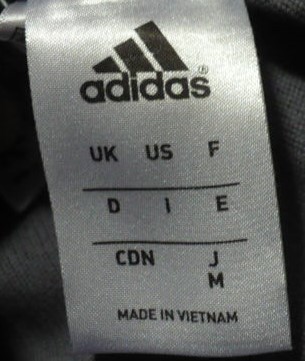 adidas®
UK US F
D I E
CDN J
M
MADE IN VIETNAM